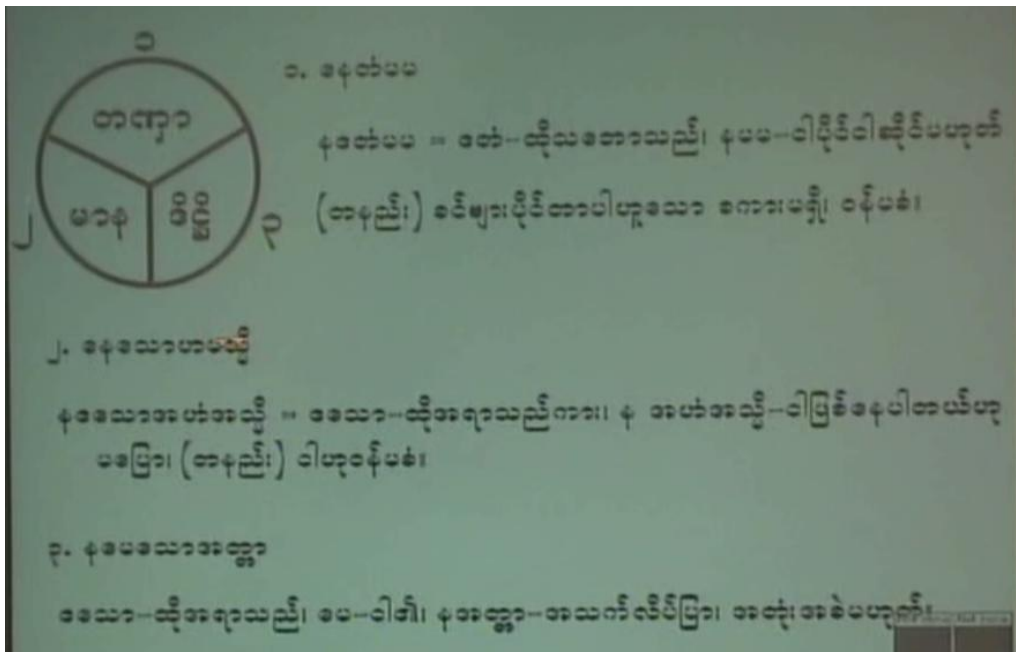 ၁
တဏှာ
မာန
ဒိဋ္ဌိ
၂
၃
၁. နေတံမမ
နဧတံမမ = ဧတံ-ထိုသဘောသည်၊ နမမ-ငါပိုင်ငါဆိုင်မဟုတ်
(တနည်း) ခင်ဗျားပိုင်တာပါဟူသော စကားမရှိ၊ ဝန်မခံ။
၂. နေသောဟမသ္မိ
နဧသောအဟံအသ္မိ = ဧသော-ထိုအရာသည်ကား၊ န အဟံအသ္မိ-ငါဖြစ်နေပါတယ်ဟု
မပြော၊ (တနည်း) ငါဟုဝန်မခံ။
၃. နမေသောအတ္တာ
ဧသော-ထိုအရာသည်၊ မေ-ငါ၏၊ နအတ္တာ-အသက်လိပ်ပြာ၊ အတုံးအခဲမဟုတ်။